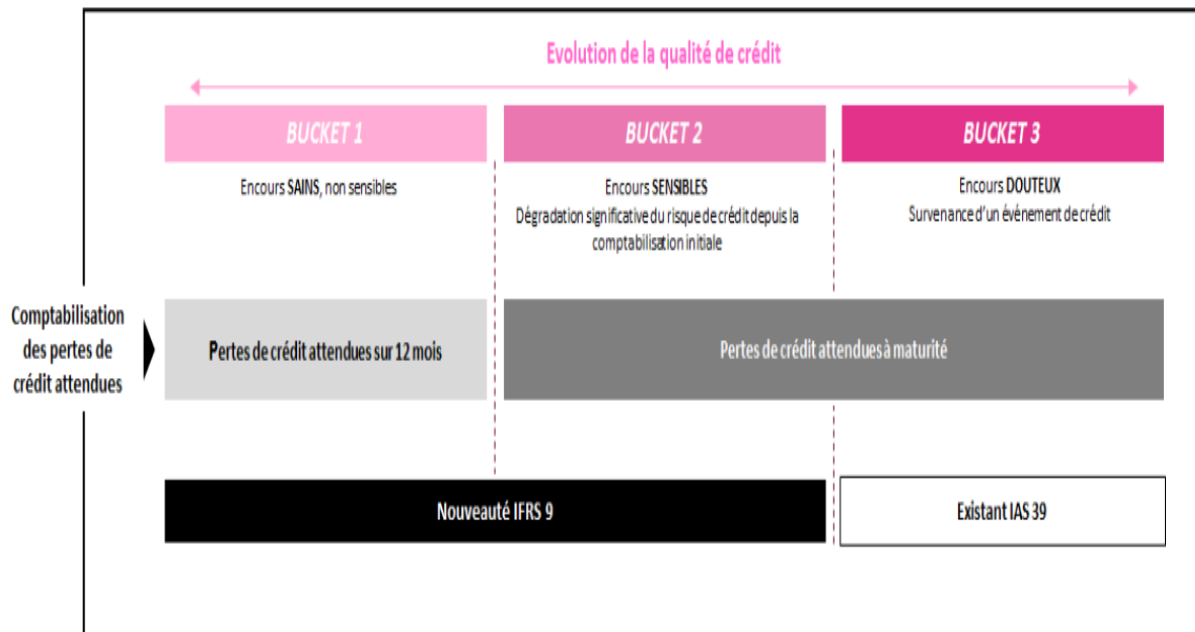 Evolution de la qualité de crédit
BUCKET 1
BUCKET 2
BUCKET 3
Encours SAINS, non sensibles
Encours SENSIBLES
Dégradation significative du risque de crédit depuis la
comptabilisation initiale
Encours DOUTEUX
Survenance d'un événement de crédit
Comptabilisation
des pertes de
crédit attendues
Pertes de crédit attendues sur 12 mois
Pertes de crédit attendues à maturité
Nouveauté IFRS 9
Existant IAS 39